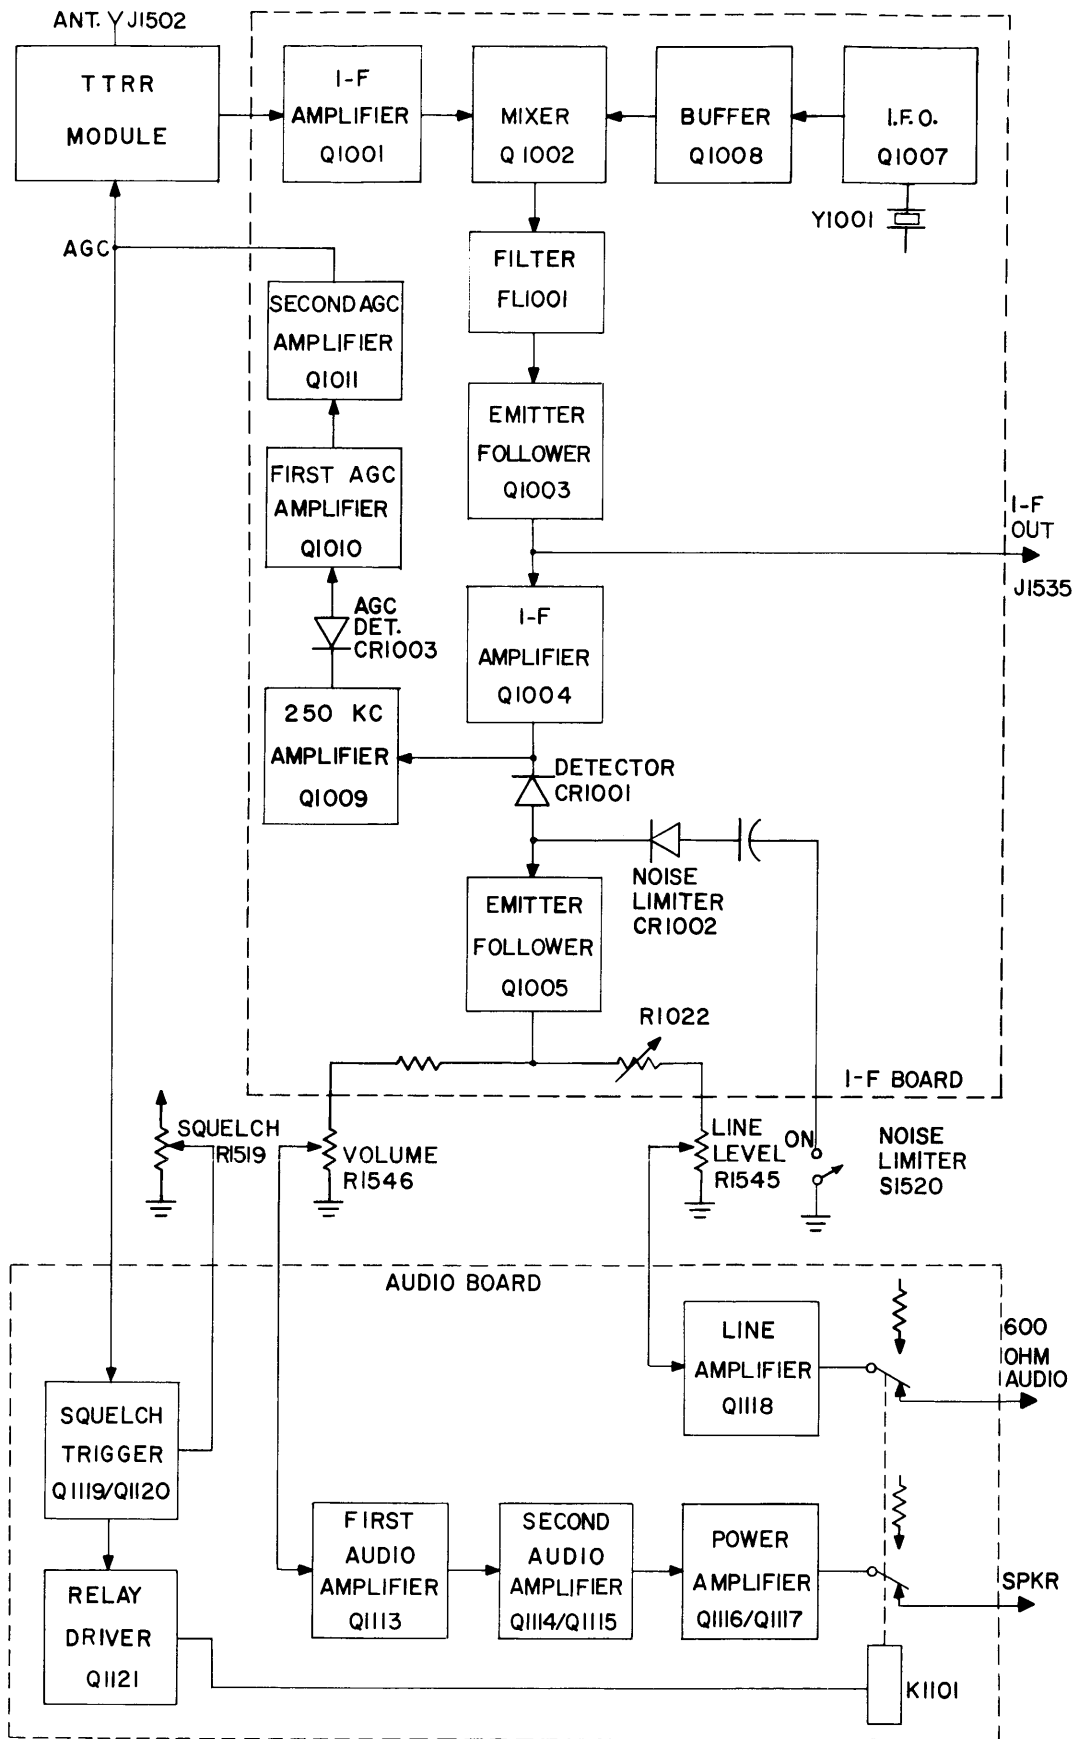 ANT. J1502
TTRR
MODULE
I-F
AMPLIFIER
Q1001
MIXER
Q1002
BUFFER
Q1008
I.F.O.
Q1007
Y1001
AGC
FILTER
FL1001
SECOND AGC
AMPLIFIER
Q1011
EMITTER
FOLLOWER
Q1003
FIRST AGC
AMPLIFIER
Q1010
I-F
OUT
J1535
AGC
DET.
CR1003
I-F
AMPLIFIER
Q1004
250 KC
AMPLIFIER
Q1009
DETECTOR
CR1001
NOISE
LIMITER
CR1002
EMITTER
FOLLOWER
Q1005
R1022
I-F BOARD
SQUELCH
R1519
VOLUME
R1546
LINE
LEVEL
R1545
ON
NOISE
LIMITER
S1520
AUDIO BOARD
LINE
AMPLIFIER
Q1118
600
OHM
AUDIO
SQUELCH
TRIGGER
Q1119/Q1120
FIRST
AUDIO
AMPLIFIER
Q1113
SECOND
AUDIO
AMPLIFIER
Q1114/Q1115
POWER
AMPLIFIER
Q1116/Q1117
SPKR
RELAY
DRIVER
Q1121
K1101